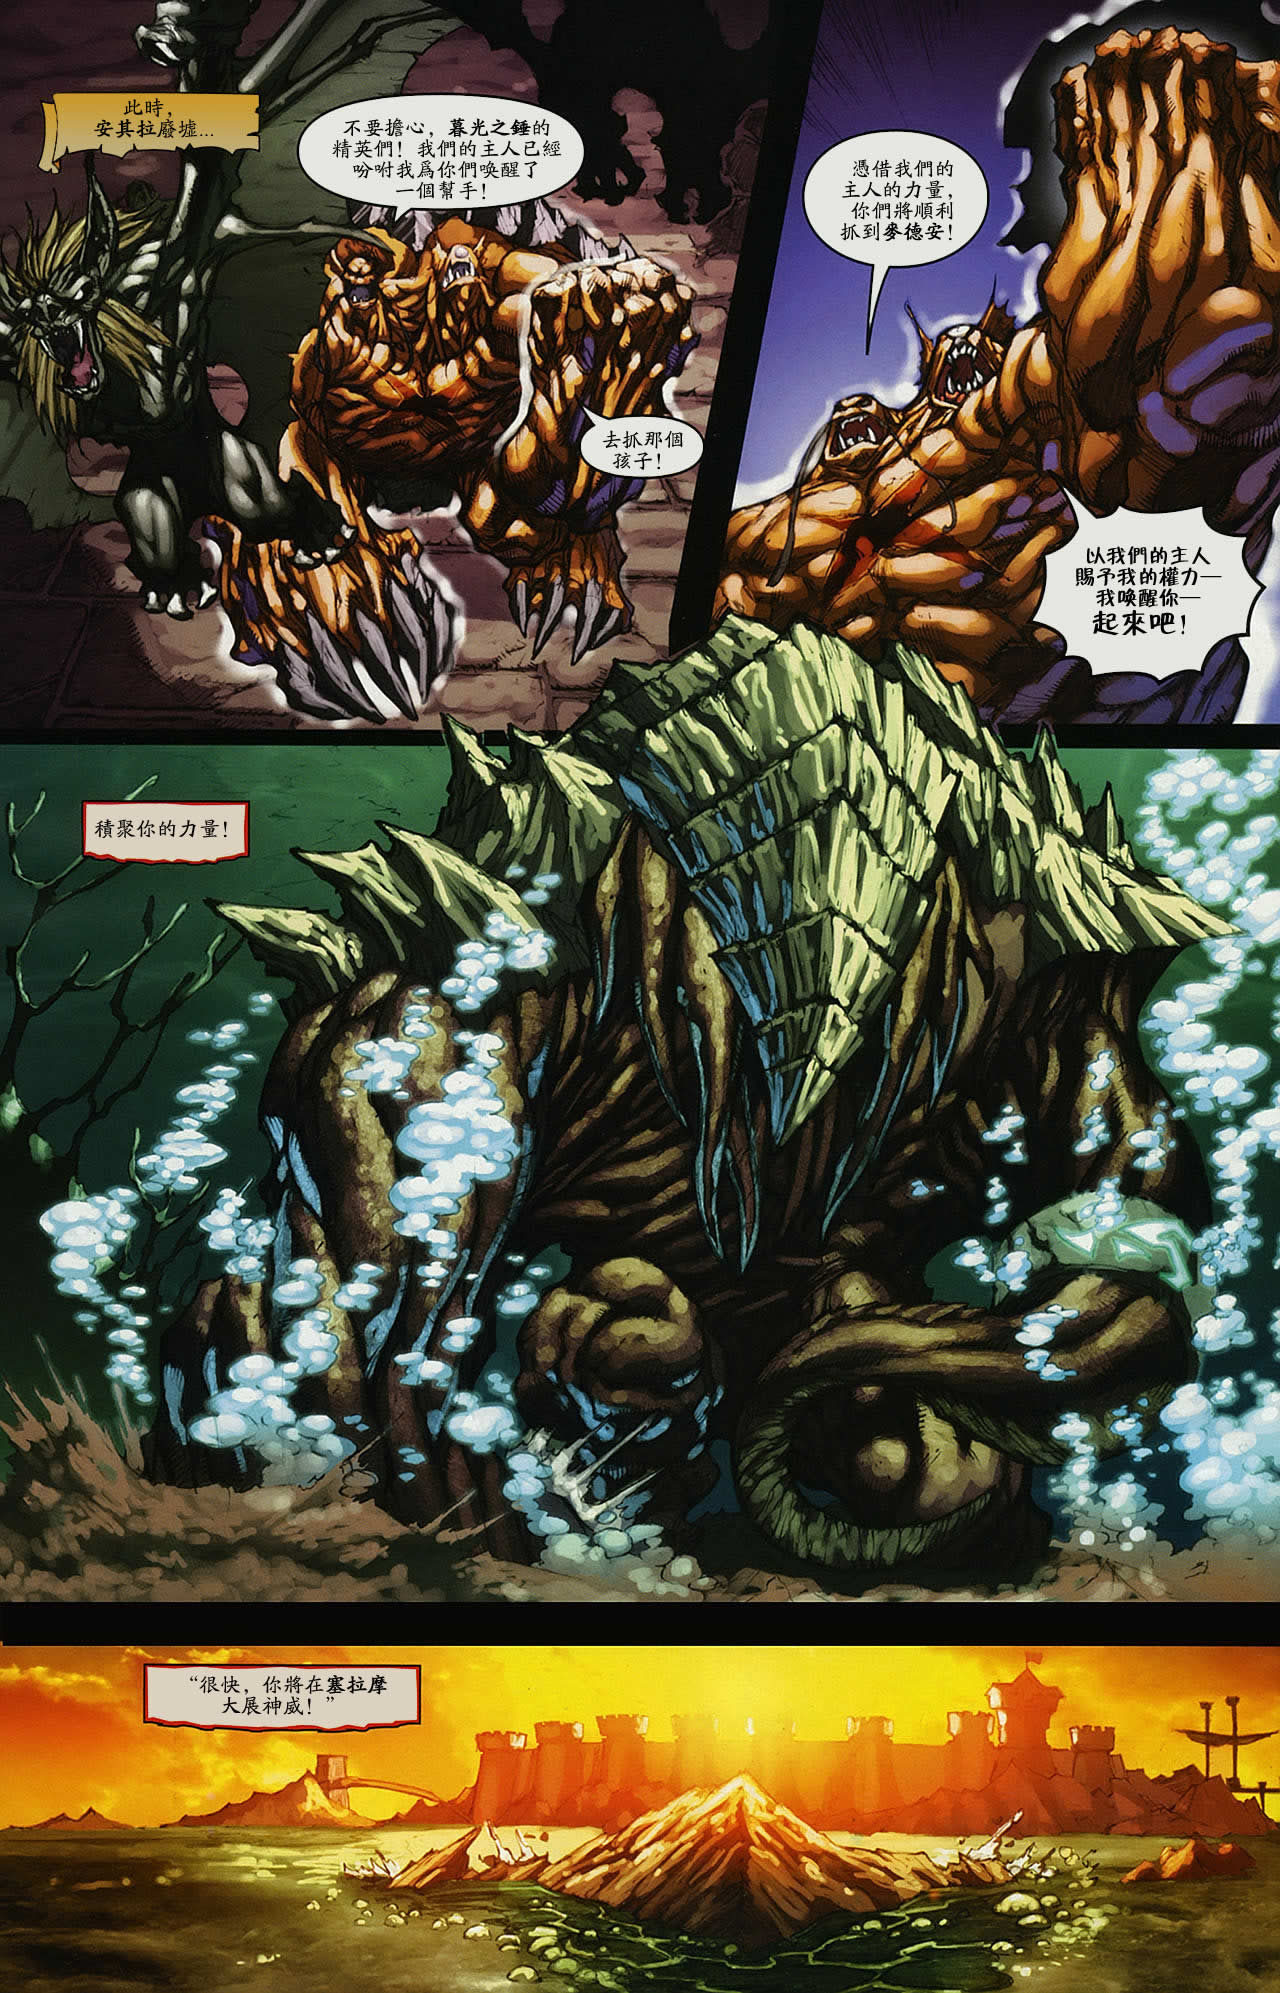 此時，
安其拉廢墟...
不要擔心，暮光之錘的
精英們！我們的主人已經
吩咐我爲你們喚醒了
一個幫手！
去抓那個
孩子！
憑借我們的
主人的力量，
你們將順利
抓到麥德安！
以我們的主人
賜予我的權力—
我喚醒你—
起來吧！
積聚你的力量！
“很快，你將在塞拉摩
大展神威！”